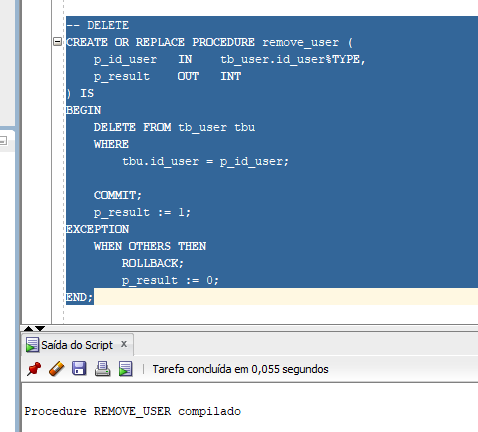 -- DELETE
CREATE OR REPLACE PROCEDURE remove_user (
    p_id_user   IN    tb_user.id_user%TYPE,
    p_result    OUT   INT
) IS
BEGIN
    DELETE FROM tb_user tbu
    WHERE
        tbu.id_user = p_id_user;
    COMMIT;
    p_result := 1;
EXCEPTION
    WHEN OTHERS THEN
        ROLLBACK;
        p_result := 0;
END;
Saída do Script x
Tarefa concluída em 0,055 segundos
Procedure REMOVE_USER compilado